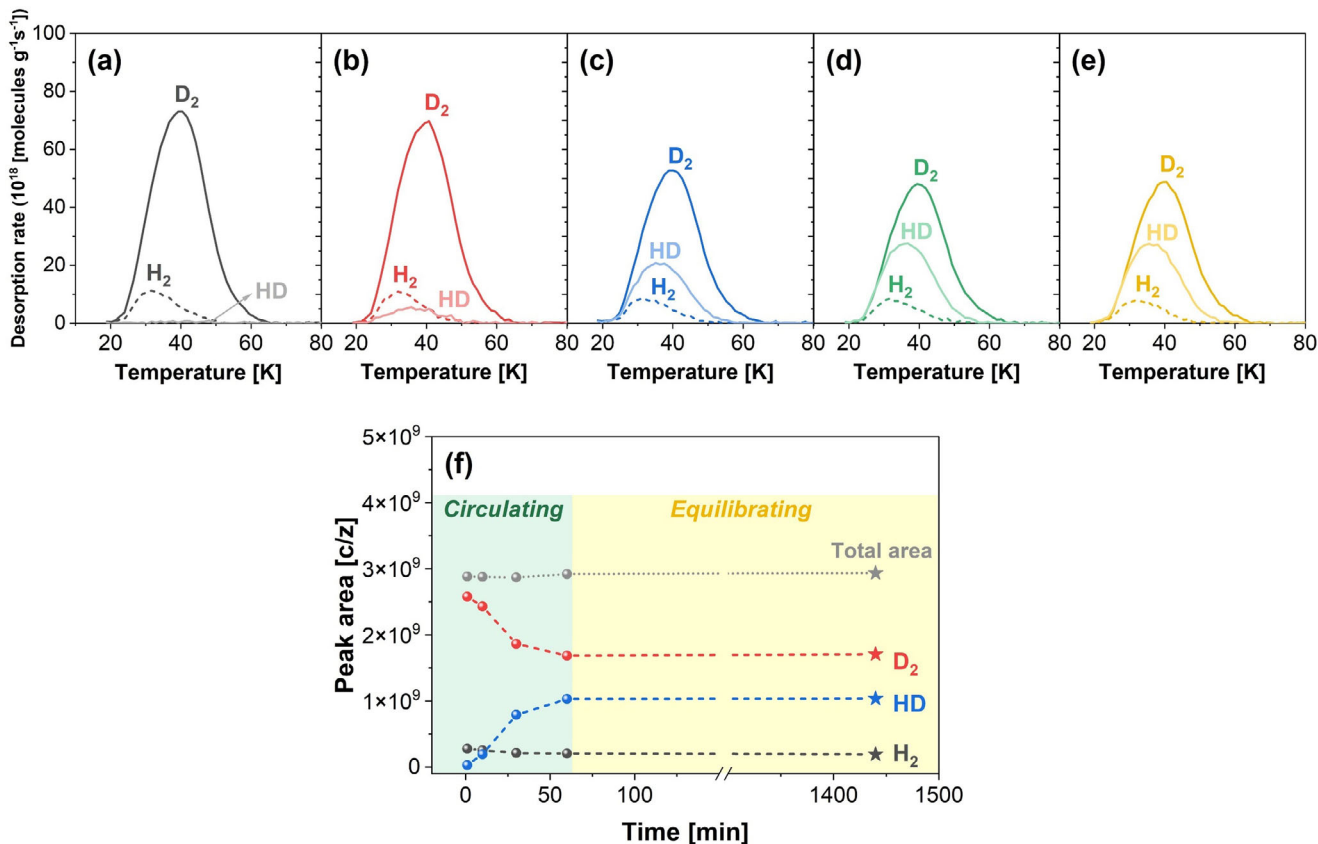 Desorption rate (10¹⁸ [molecules g⁻¹s⁻¹])
100
80
60
40
20
0
(a)
D₂
H₂
HD
20 40 60 80
Temperature [K]
(b)
D₂
H₂
HD
20 40 60 80
Temperature [K]
(c)
D₂
HD
H₂
20 40 60 80
Temperature [K]
(d)
D₂
HD
H₂
20 40 60 80
Temperature [K]
(e)
D₂
HD
H₂
20 40 60 80
Temperature [K]
(f)
Peak area [c/z]
5×10⁹
4×10⁹
3×10⁹
2×10⁹
1×10⁹
0
Circulating
Equilibrating
Total area
D₂
HD
H₂
0 50 100 1400 1500
Time [min]